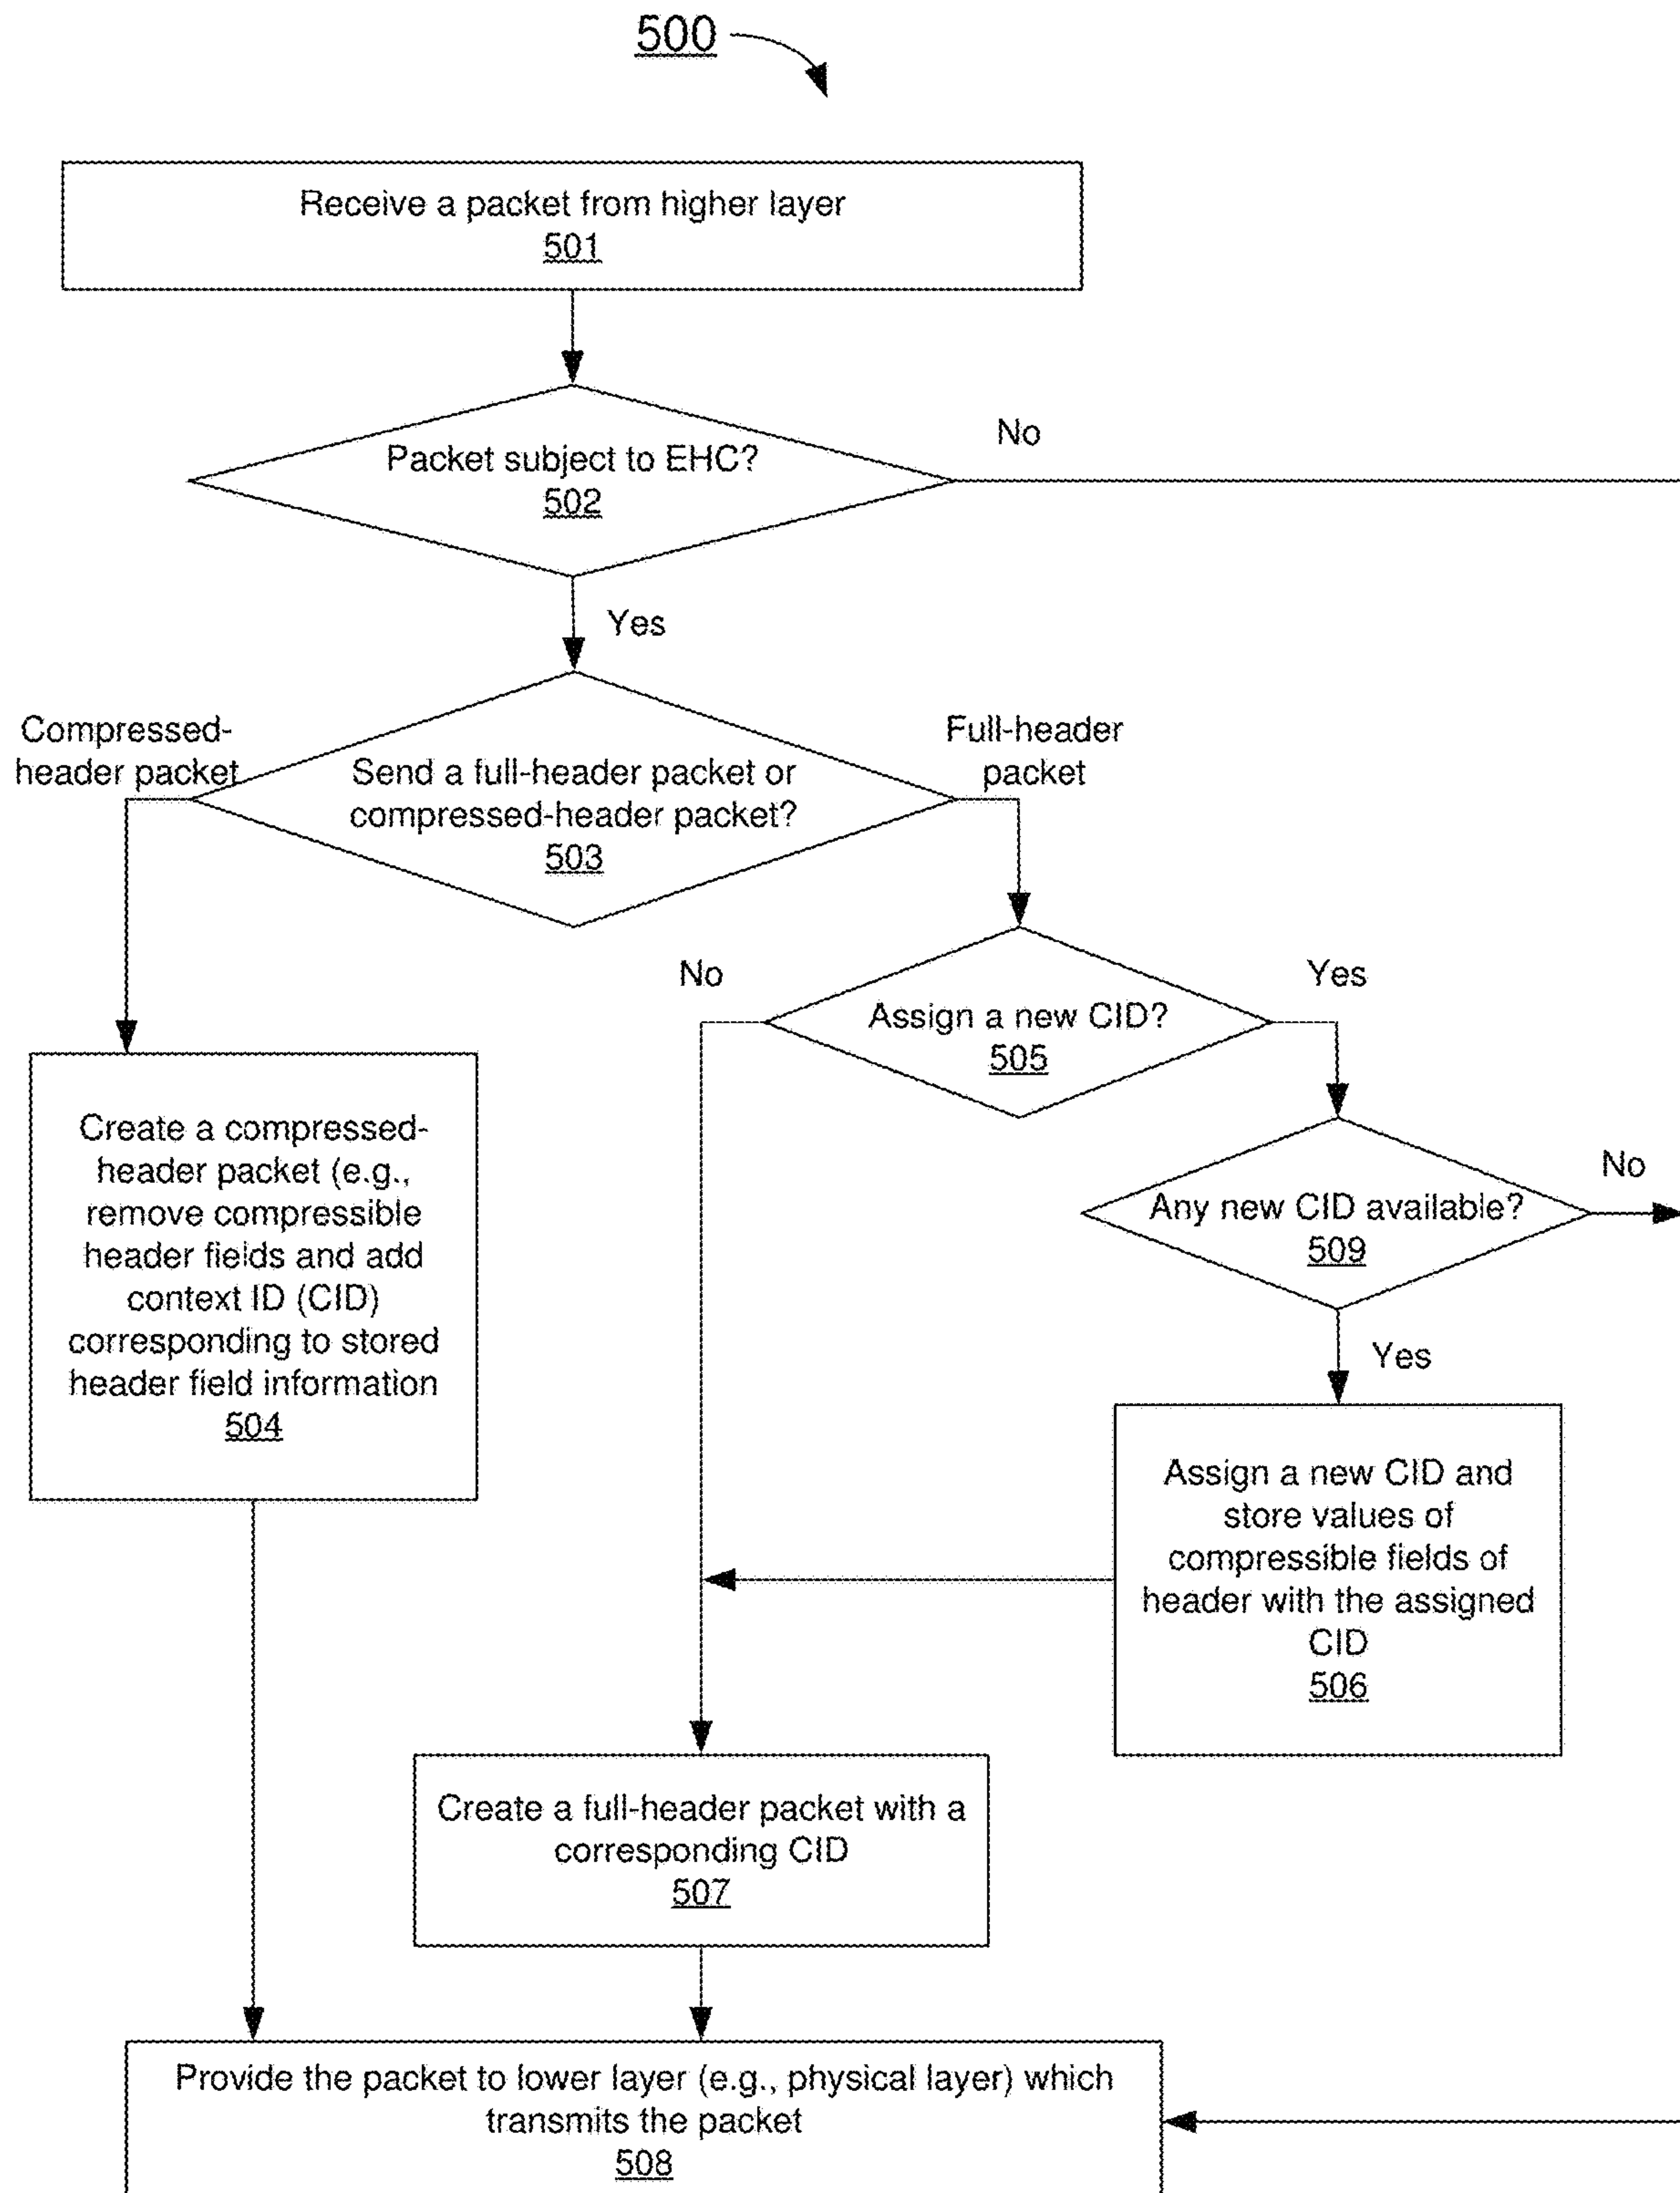 500
Receive a packet from higher layer
501
Packet subject to EHC?
502
No
Yes
Compressed-
header packet
Send a full-header packet or
compressed-header packet?
503
Full-header
packet
No
Assign a new CID?
505
Yes
Create a compressed-
header packet (e.g.,
remove compressible
header fields and add
context ID (CID)
corresponding to stored
header field information
504
Any new CID available?
509
No
Yes
Assign a new CID and
store values of
compressible fields of
header with the assigned
CID
506
Create a full-header packet with a
corresponding CID
507
Provide the packet to lower layer (e.g., physical layer) which
transmits the packet
508